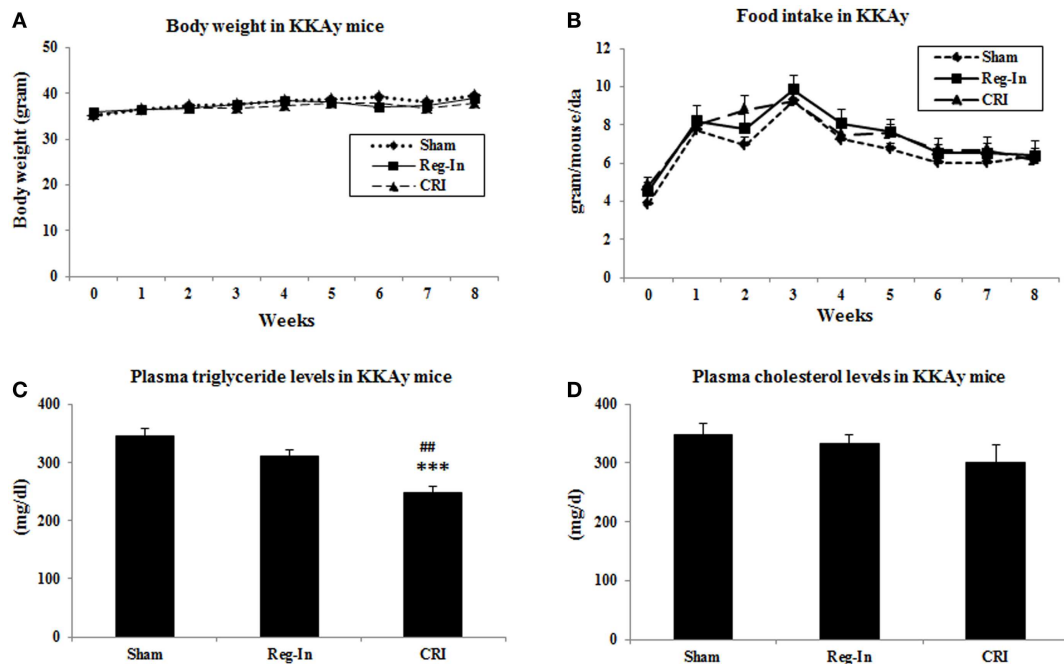 A
Body weight in KKAy mice
50
40
30
20
10
0
Body weight (gram)
Sham
Reg-In
CRI
0 1 2 3 4 5 6 7 8
Weeks
B
Food intake in KKAy
12
10
8
6
4
2
0
gram/mouse/da
Sham
Reg-In
CRI
0 1 2 3 4 5 6 7 8
Weeks
C
Plasma triglyceride levels in KKAy mice
400
300
200
100
0
(mg/dl)
##
***
Sham Reg-In CRI
D
Plasma cholesterol levels in KKAy mice
400
300
200
100
0
(mg/d)
Sham Reg-In CRI